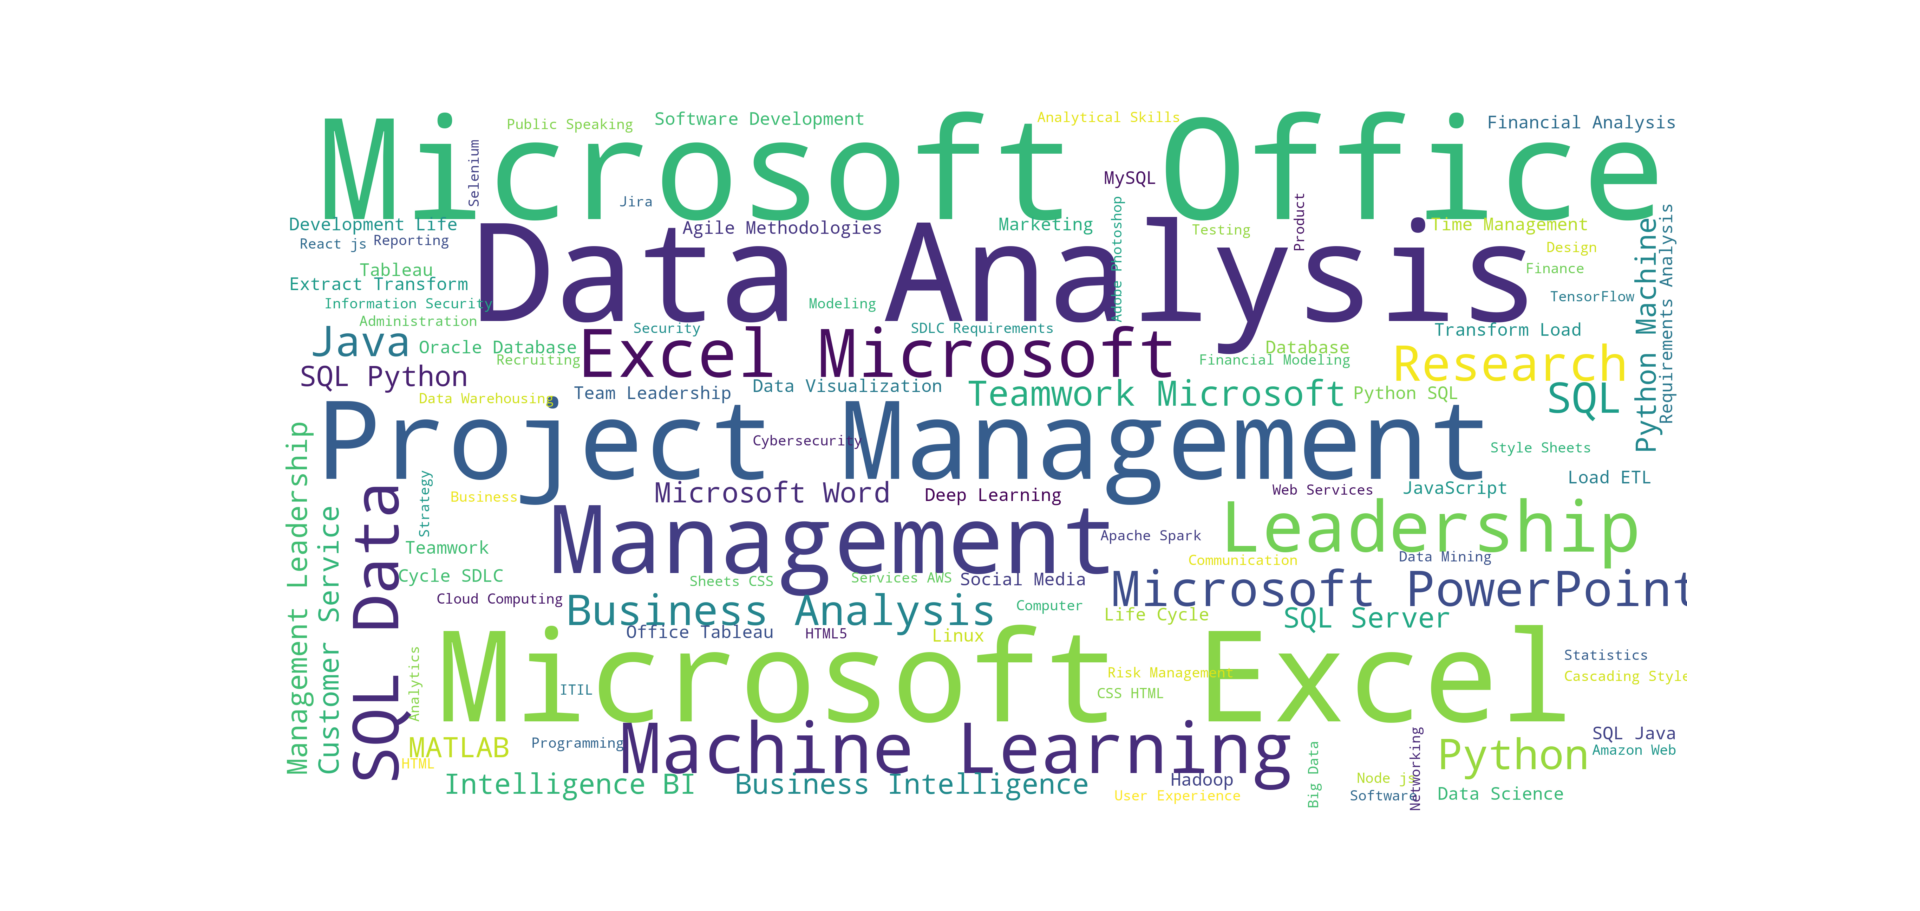 Microsoft Office
Public Speaking
Software Development
Analytical Skills
Financial Analysis
Selenium
MySQL
Jira
Product
Adobe Photoshop
Development Life
Agile Methodologies
Marketing
Testing
Time Management
React js
Reporting
Data Analysis
Design
Python Machine
Requirements Analysis
Tableau
Finance
Extract Transform
TensorFlow
Information Security
Modeling
Administration
Security
SDLC Requirements
Transform Load
Java
Oracle Database
Excel Microsoft
Database
Recruiting
Financial Modeling
Research
SQL Python
Team Leadership
Data Visualization
Teamwork Microsoft
Python SQL
SQL
Data Warehousing
Project Management
Cybersecurity
Style Sheets
Management Leadership
Customer Service
SQL Data
Strategy
Business
Microsoft Word
Deep Learning
Web Services
JavaScript
Load ETL
Management
Leadership
Apache Spark
Teamwork
Communication
Data Mining
Cycle SDLC
Sheets CSS
Services AWS
Social Media
Microsoft PowerPoint
Cloud Computing
Business Analysis
Computer
Life Cycle
SQL Server
Office Tableau
HTML5
Linux
Microsoft Excel
Statistics
Analytics
Risk Management
Cascading Style
ITIL
CSS HTML
Machine Learning
MATLAB
Programming
Networking
Big Data
Python
SQL Java
Amazon Web
HTML
Intelligence BI
Business Intelligence
Hadoop
Node js
User Experience
Software
Data Science